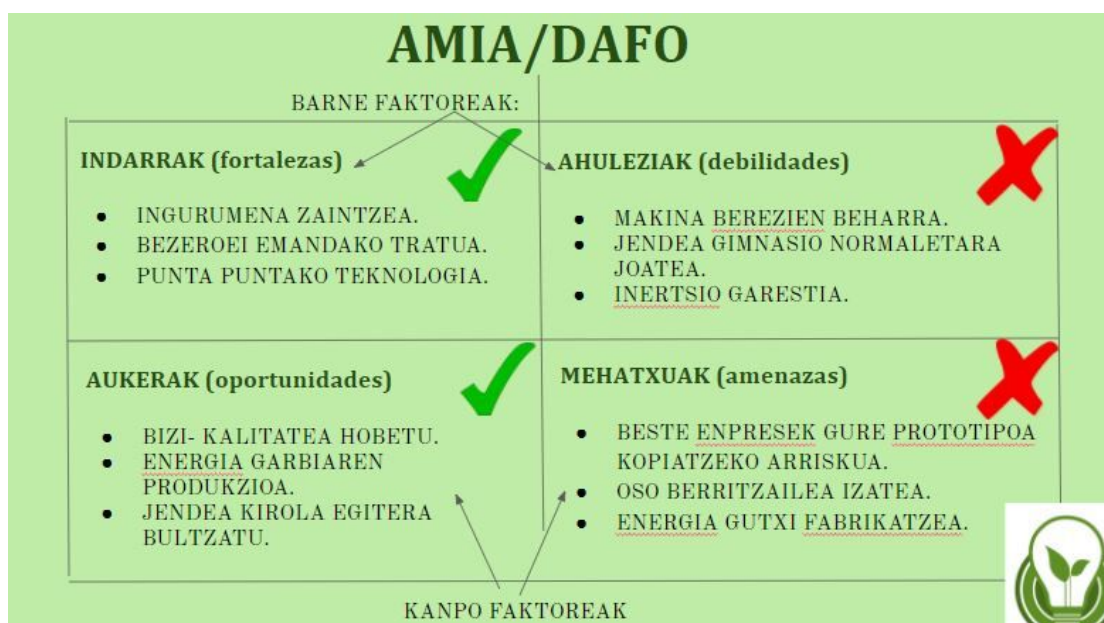 AMIA/DAFO
BARNE FAKTOREAK:
INDARRAK (fortalezas)
• INGURUMENA ZAINTZEA.
• BEZEROEI EMANDAKO TRATUA.
• PUNTA PUNTAKO TEKNOLOGIA.
AHULEZIAK (debilidades)
• MAKINA BEREZIEN BEHARRA.
• JENDEA GIMNASIO NORMALETARA
JOATEA.
• INERTSIO GARESTIA.
AUKERAK (oportunidades)
• BIZI- KALITATEA HOBETU.
• ENERGIA GARBIAREN
PRODUKZIOA.
• JENDEA KIROLA EGITERA
BULTZATU.
MEHATXUAK (amenazas)
• BESTE ENPRESEK GURE PROTOTIPOA
KOPIATZEKO ARRISKUA.
• OSO BERRITZAILEA IZATEA.
• ENERGIA GUTXI FABRIKATZEA.
KANPO FAKTOREAK